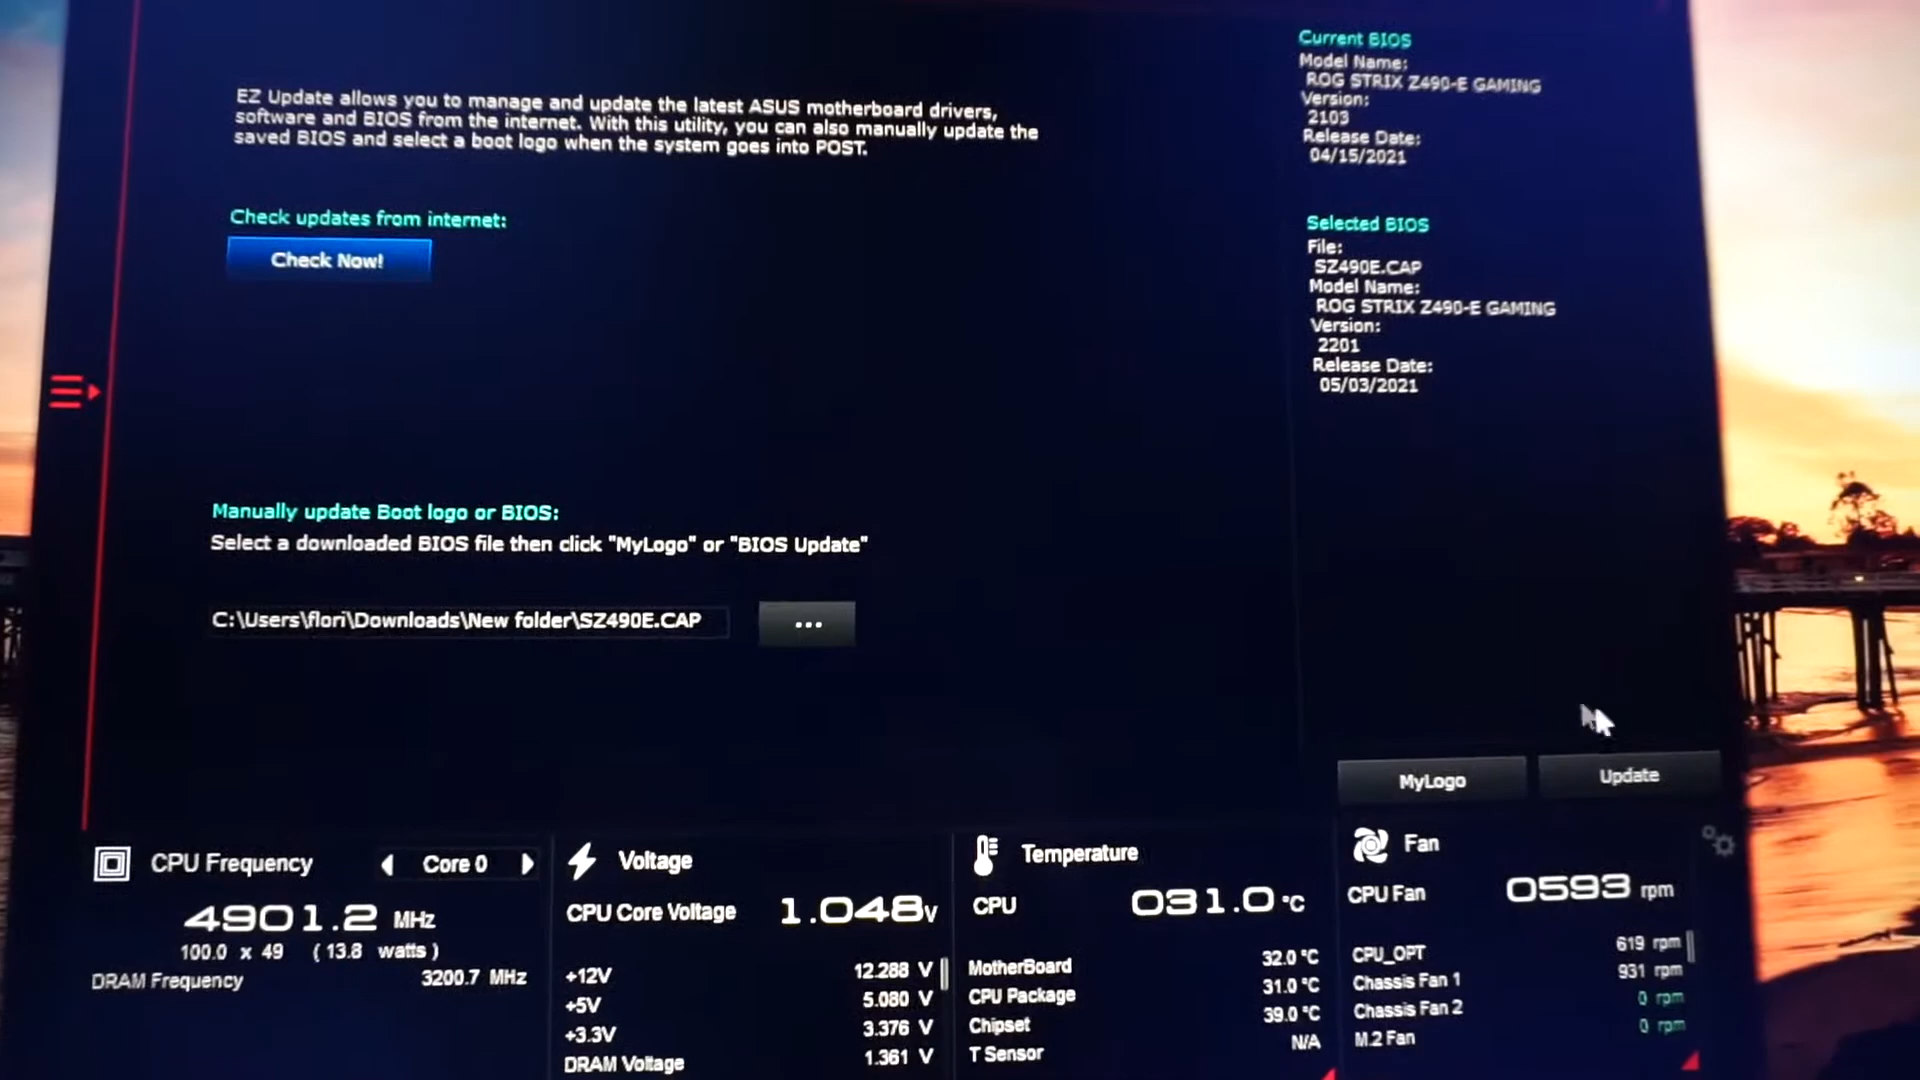 EZ Update allows you to manage and update the latest ASUS motherboard drivers,
software and BIOS from the internet. With this utility, you can also manually update the
saved BIOS and select a boot logo when the system goes into POST.
Check updates from internet:
Check Now!
Manually update Boot logo or BIOS:
Select a downloaded BIOS file then click "MyLogo" or "BIOS Update"
C:\Users\flori\Downloads\New folder\SZ490E.CAP
...
Current BIOS
Model Name:
ROG STRIX Z490-E GAMING
Version:
2103
Release Date:
04/15/2021
Selected BIOS
File:
SZ490E.CAP
Model Name:
ROG STRIX Z490-E GAMING
Version:
2201
Release Date:
05/03/2021
MyLogo
Update
CPU Frequency
Core 0
4901.2 MHz
100.0 x 49 ( 13.8 watts )
DRAM Frequency 3200.7 MHz
Voltage
CPU Core Voltage 1.048 V
+12V 12.288 V
+5V 5.080 V
+3.3V 3.376 V
DRAM Voltage 1.361 V
Temperature
CPU 031.0 °C
MotherBoard 32.0 °C
CPU Package 31.0 °C
Chipset 39.0 °C
T Sensor N/A
Fan
CPU Fan 0593 rpm
CPU_OPT 619 rpm
Chassis Fan 1 931 rpm
Chassis Fan 2 0 rpm
M.2 Fan 0 rpm